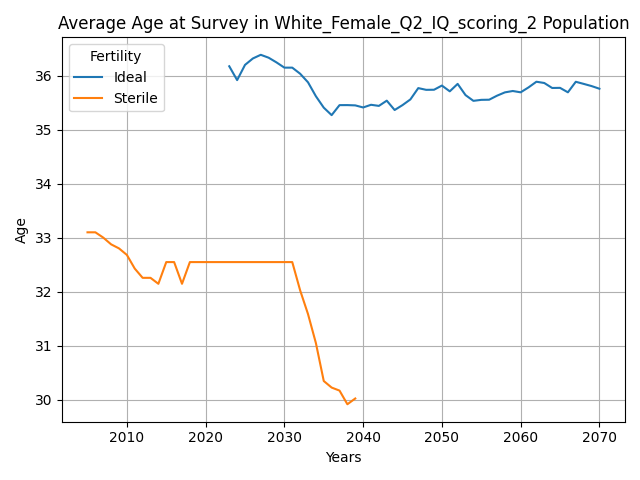 Average Age at Survey in White_Female_Q2_IQ_scoring_2 Population
Fertility
Ideal
Sterile
36
35
34
33
32
31
30
Age
2010 2020 2030 2040 2050 2060 2070
Years